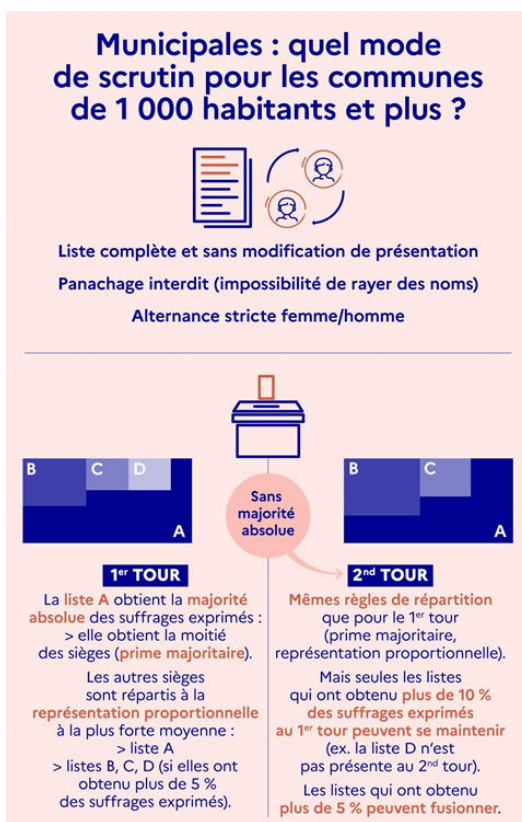 Municipales : quel mode
de scrutin pour les communes
de 1 000 habitants et plus ?
Liste complète et sans modification de présentation
Panachage interdit (impossibilité de rayer des noms)
Alternance stricte femme/homme
B
C
D
A
Sans
majorité
absolue
B
C
A
1er TOUR
La liste A obtient la majorité
absolue des suffrages exprimés :
> elle obtient la moitié
des sièges (prime majoritaire).
Les autres sièges
sont répartis à la
représentation proportionnelle
à la plus forte moyenne :
> liste A
> listes B, C, D (si elles ont
obtenu plus de 5 %
des suffrages exprimés).
2nd TOUR
Mêmes règles de répartition
que pour le 1er tour
(prime majoritaire,
représentation proportionnelle).
Mais seules les listes
qui ont obtenu plus de 10 %
des suffrages exprimés
au 1er tour peuvent se maintenir
(ex. la liste D n'est
pas présente au 2nd tour).
Les listes qui ont obtenu
plus de 5 % peuvent fusionner.